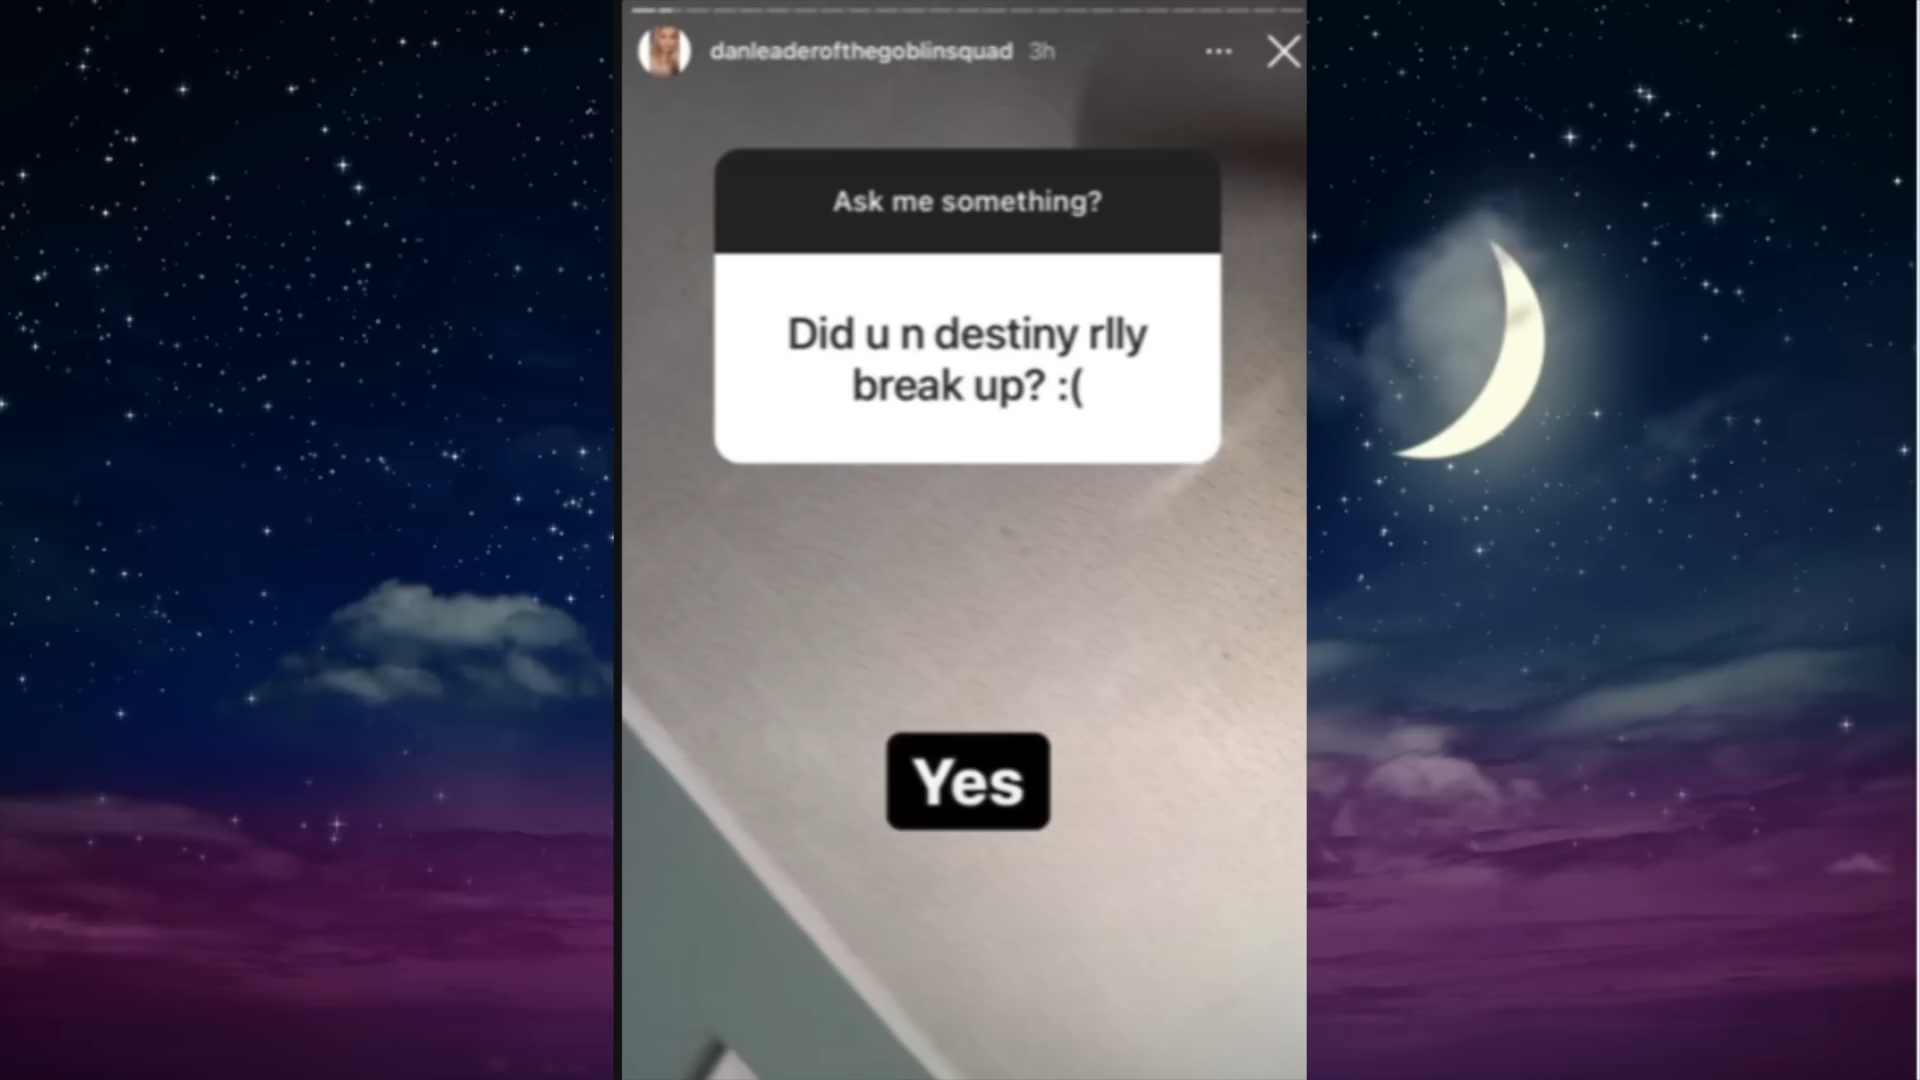 danleaderofthegoblinsquad 3h
Ask me something?
Did u n destiny rlly
break up? :(
Yes